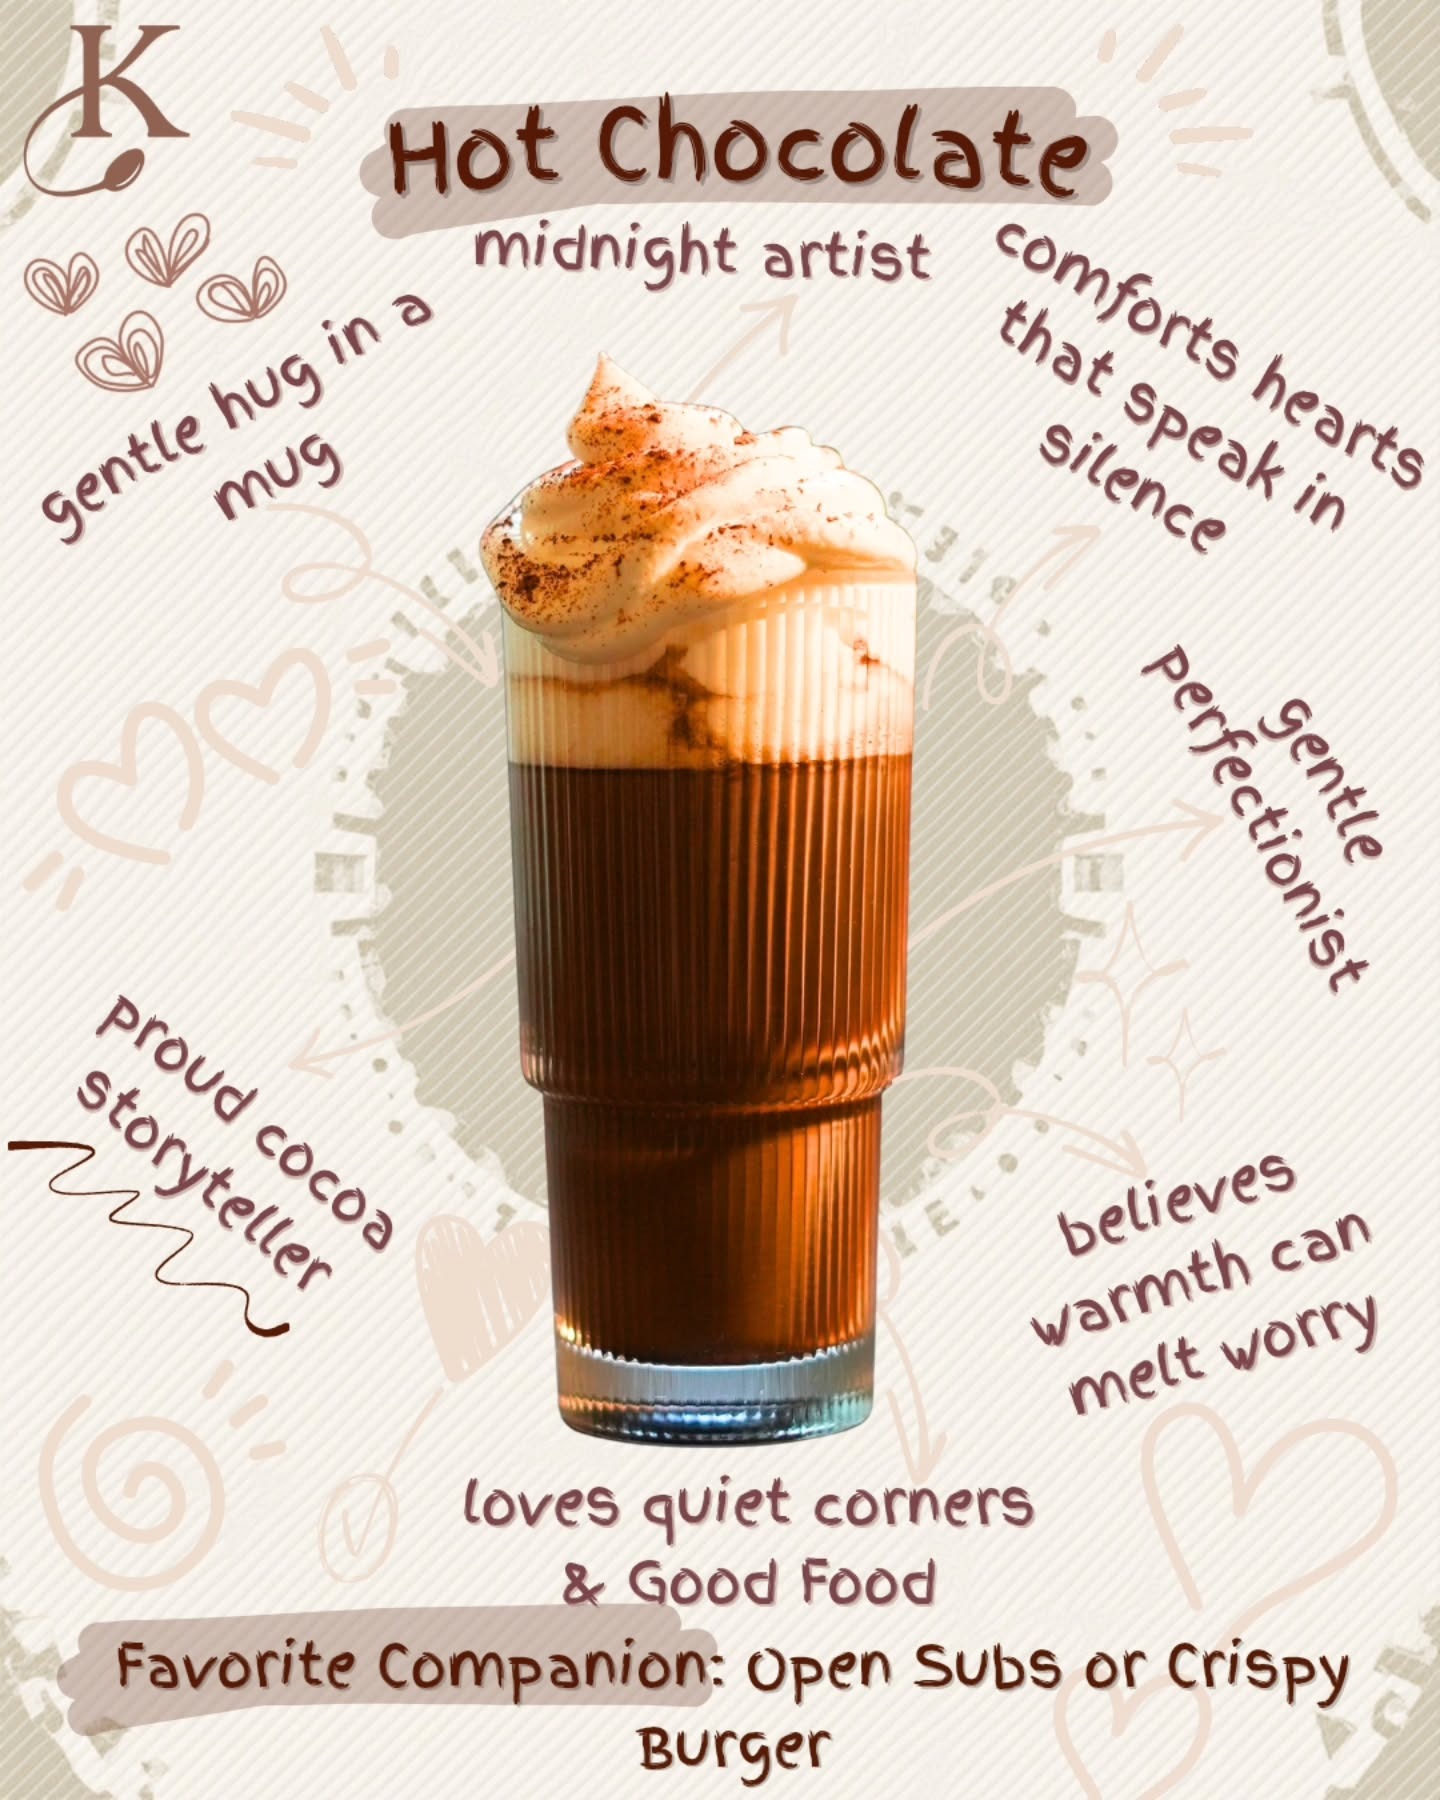 K
Hot Chocolate
midnight artist
gentle hug in a
mug
comforts hearts
that speak in
silence
gentle
perfectionist
proud cocoa
storyteller
believes
warmth can
melt worry
loves quiet corners
& Good Food
Favorite Companion: Open Subs or Crispy
Burger